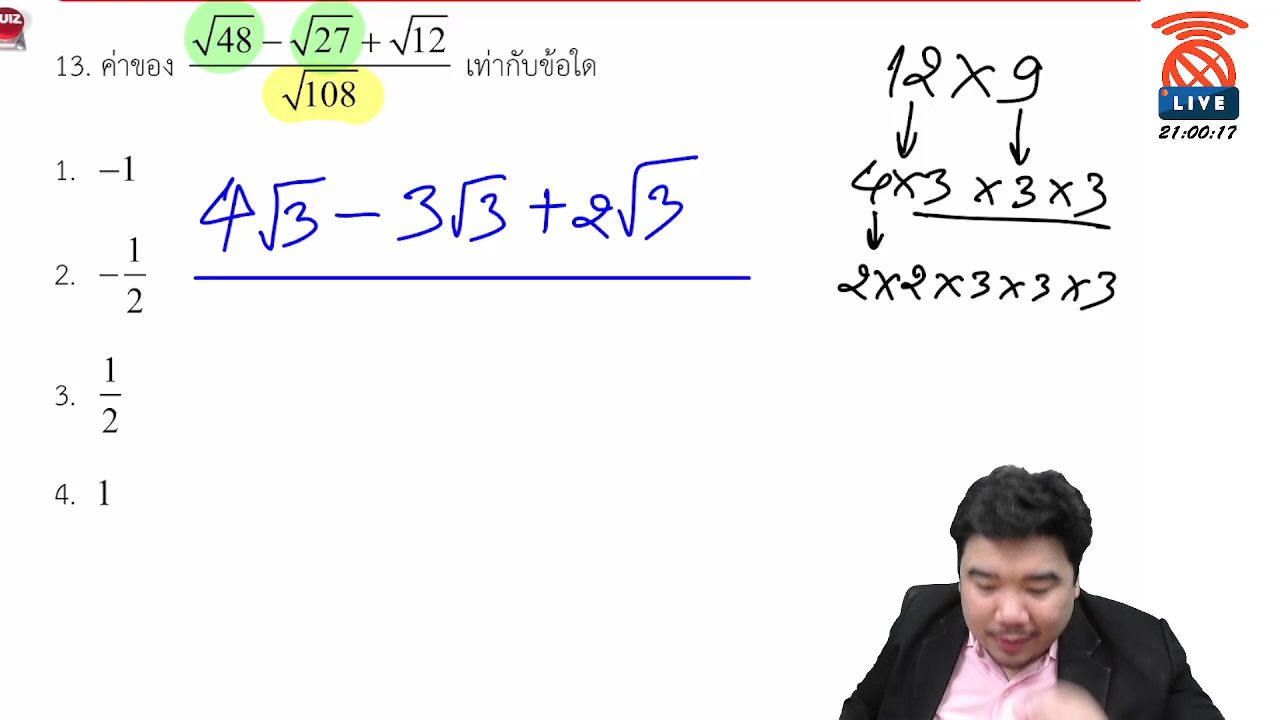 QUIZ
13. ค่าของ (√48 − √27 + √12) / √108 เท่ากับข้อใด
1. −1
2. −1/2
3. 1/2
4. 1
4√3 − 3√3 + 2√3
12 × 9
4 × 3 × 3 × 3
2 × 2 × 3 × 3 × 3
LIVE
21:00:17